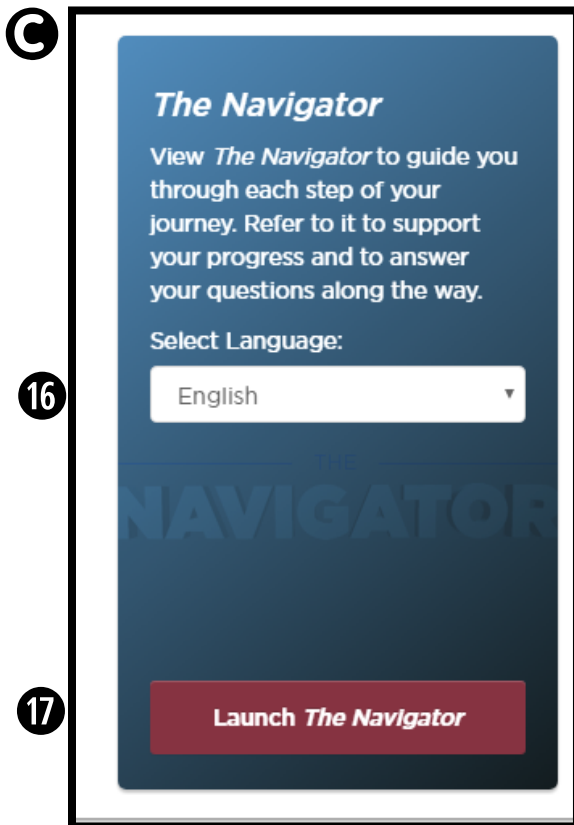 C
The Navigator
View The Navigator to guide you
through each step of your
journey. Refer to it to support
your progress and to answer
your questions along the way.
Select Language:
16
English
THE
NAVIGATOR
17
Launch The Navigator